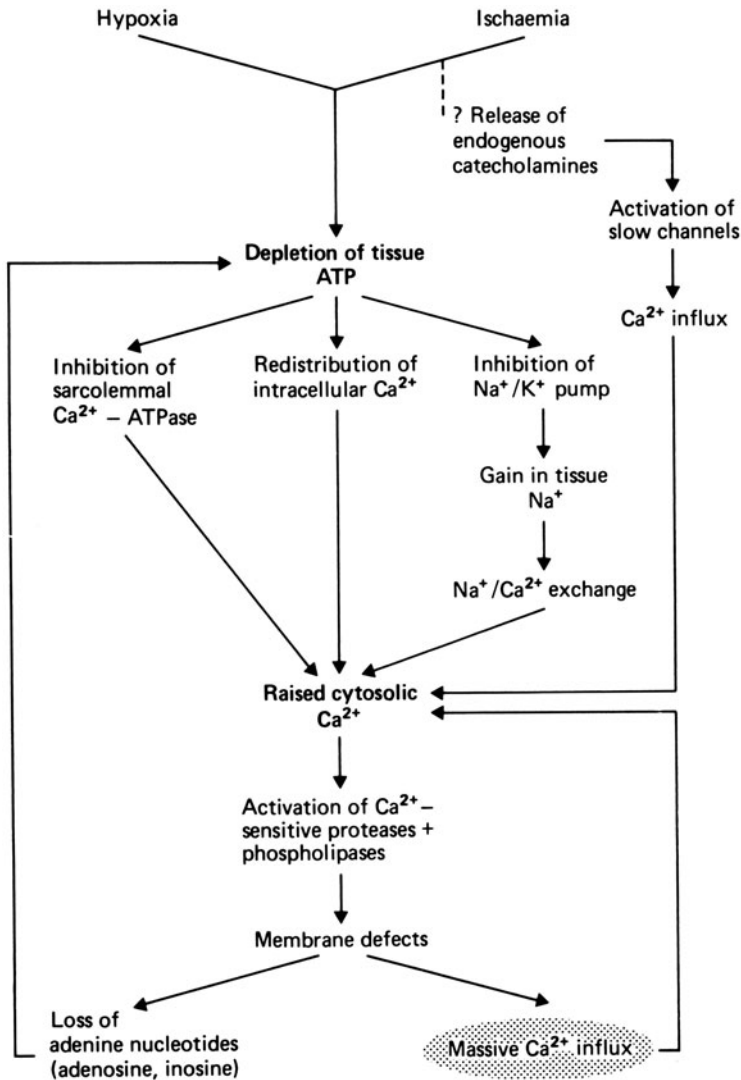 Hypoxia
Ischaemia
? Release of
endogenous
catecholamines
Activation of
slow channels
Ca²⁺ influx
Depletion of tissue
ATP
Inhibition of
sarcolemmal
Ca²⁺ – ATPase
Redistribution of
intracellular Ca²⁺
Inhibition of
Na⁺/K⁺ pump
Gain in tissue
Na⁺
Na⁺/Ca²⁺ exchange
Raised cytosolic
Ca²⁺
Activation of Ca²⁺–
sensitive proteases +
phospholipases
Membrane defects
Loss of
adenine nucleotides
(adenosine, inosine)
Massive Ca²⁺ influx